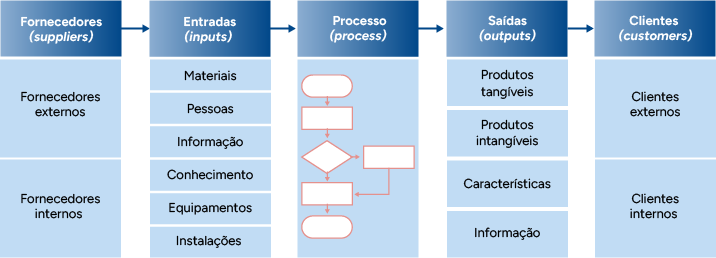 Fornecedores
(suppliers)
Entradas
(inputs)
Processo
(process)
Saídas
(outputs)
Clientes
(customers)
Fornecedores
externos
Fornecedores
internos
Materiais
Pessoas
Informação
Conhecimento
Equipamentos
Instalações
Produtos
tangíveis
Produtos
intangíveis
Características
Informação
Clientes
externos
Clientes
internos